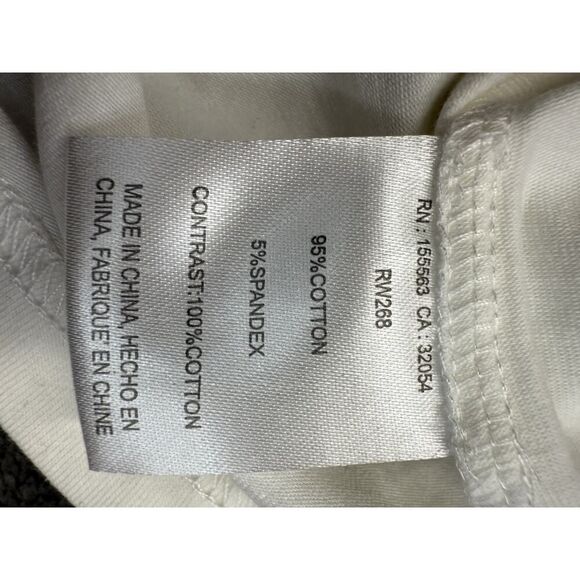 RN : 155563 CA : 32054
RW268
95%COTTON
5%SPANDEX
CONTRAST:100%COTTON
MADE IN CHINA, HECHO EN
CHINA, FABRIQUE' EN CHINE